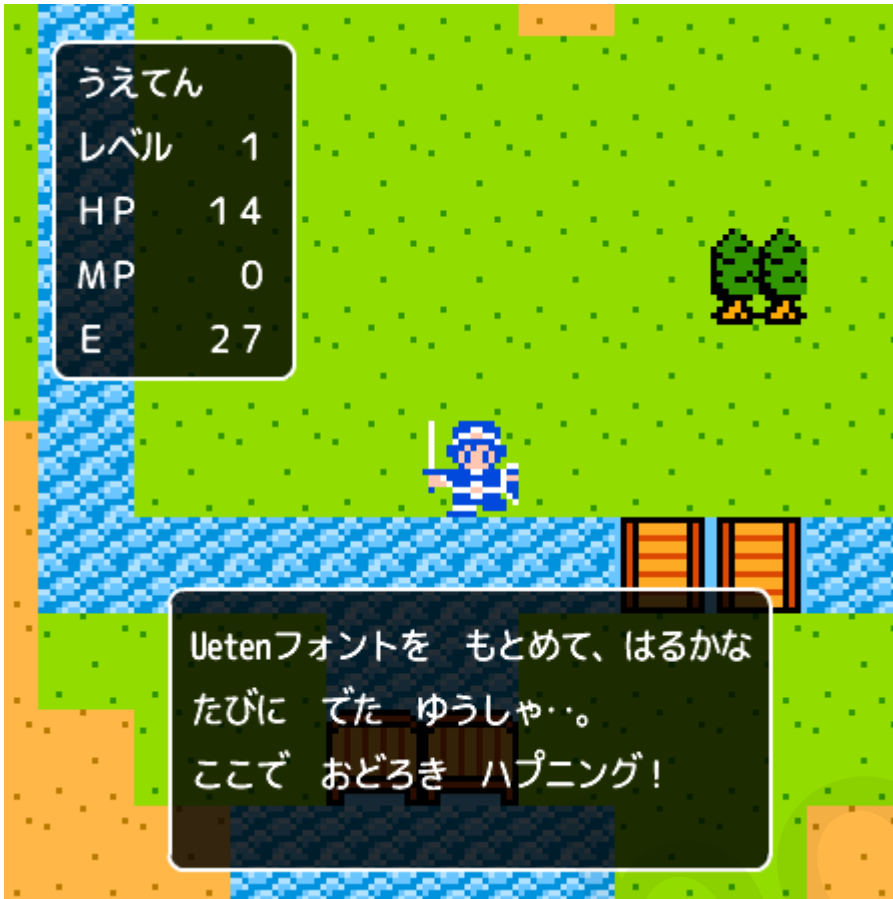 うえてん
レベル　1
HP　14
MP　0
E　27
Uetenフォントを　もとめて、はるかな
たびに　でた　ゆうしゃ‥。
ここで　おどろき　ハプニング！